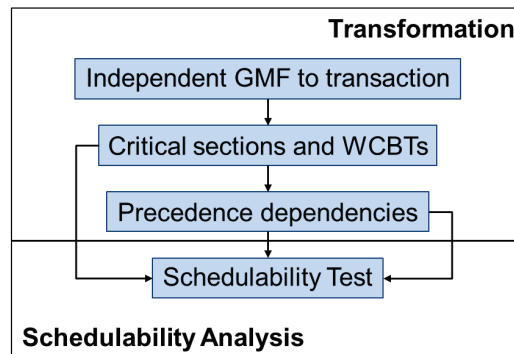 Transformation
Independent GMF to transaction
Critical sections and WCBTs
Precedence dependencies
Schedulability Test
Schedulability Analysis